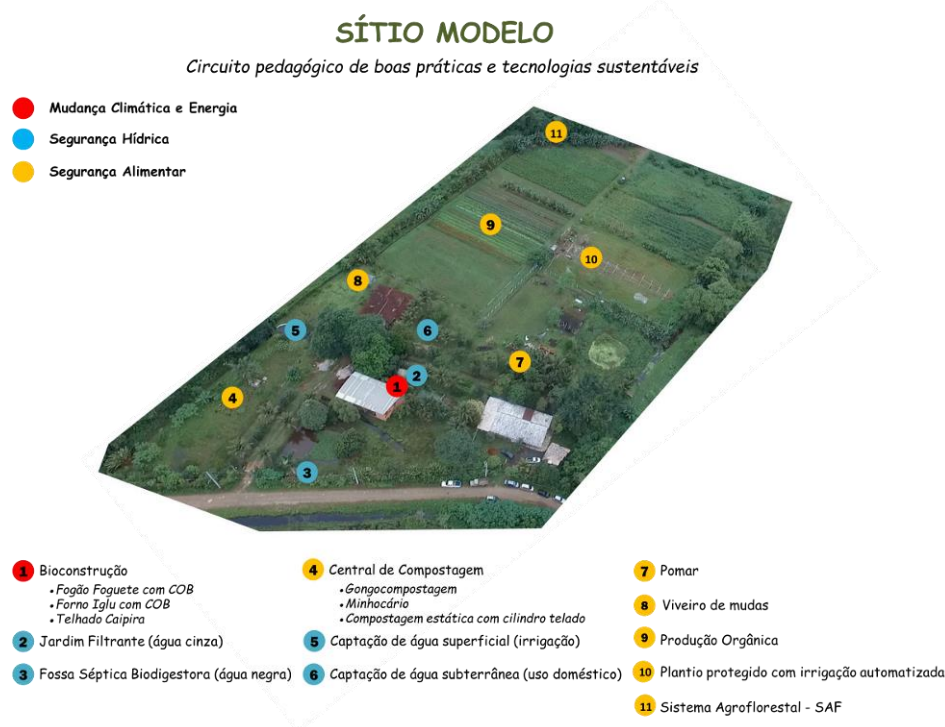 SÍTIO MODELO
Circuito pedagógico de boas práticas e tecnologias sustentáveis
Mudança Climática e Energia
Segurança Hídrica
Segurança Alimentar
11
9
10
8
5
6
7
2
1
4
3
1 Bioconstrução
• Fogão Foguete com COB
• Forno Iglu com COB
• Telhado Caipira
2 Jardim Filtrante (água cinza)
3 Fossa Séptica Biodigestora (água negra)
4 Central de Compostagem
• Gongocompostagem
• Minhocário
• Compostagem estática com cilindro telado
5 Captação de água superficial (irrigação)
6 Captação de água subterrânea (uso doméstico)
7 Pomar
8 Viveiro de mudas
9 Produção Orgânica
10 Plantio protegido com irrigação automatizada
11 Sistema Agroflorestal - SAF